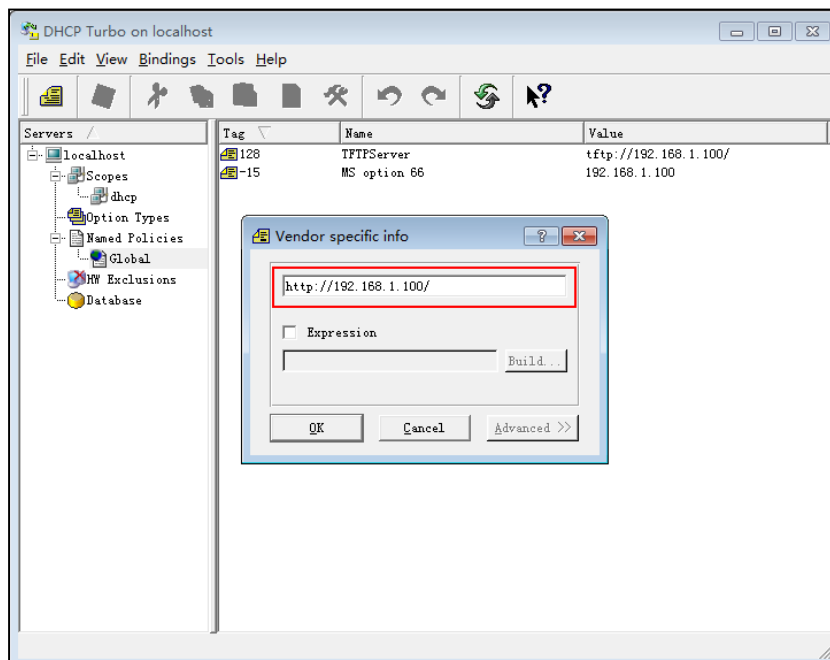 DHCP Turbo on localhost
File Edit View Bindings Tools Help
Servers
Tag Name Value
localhost
128 TFTPServer tftp://192.168.1.100/
Scopes
-15 MS option 66 192.168.1.100
dhcp
Option Types
Named Policies
Global
HW Exclusions
Database
Vendor specific info
http://192.168.1.100/
Expression
Build...
OK Cancel Advanced >>